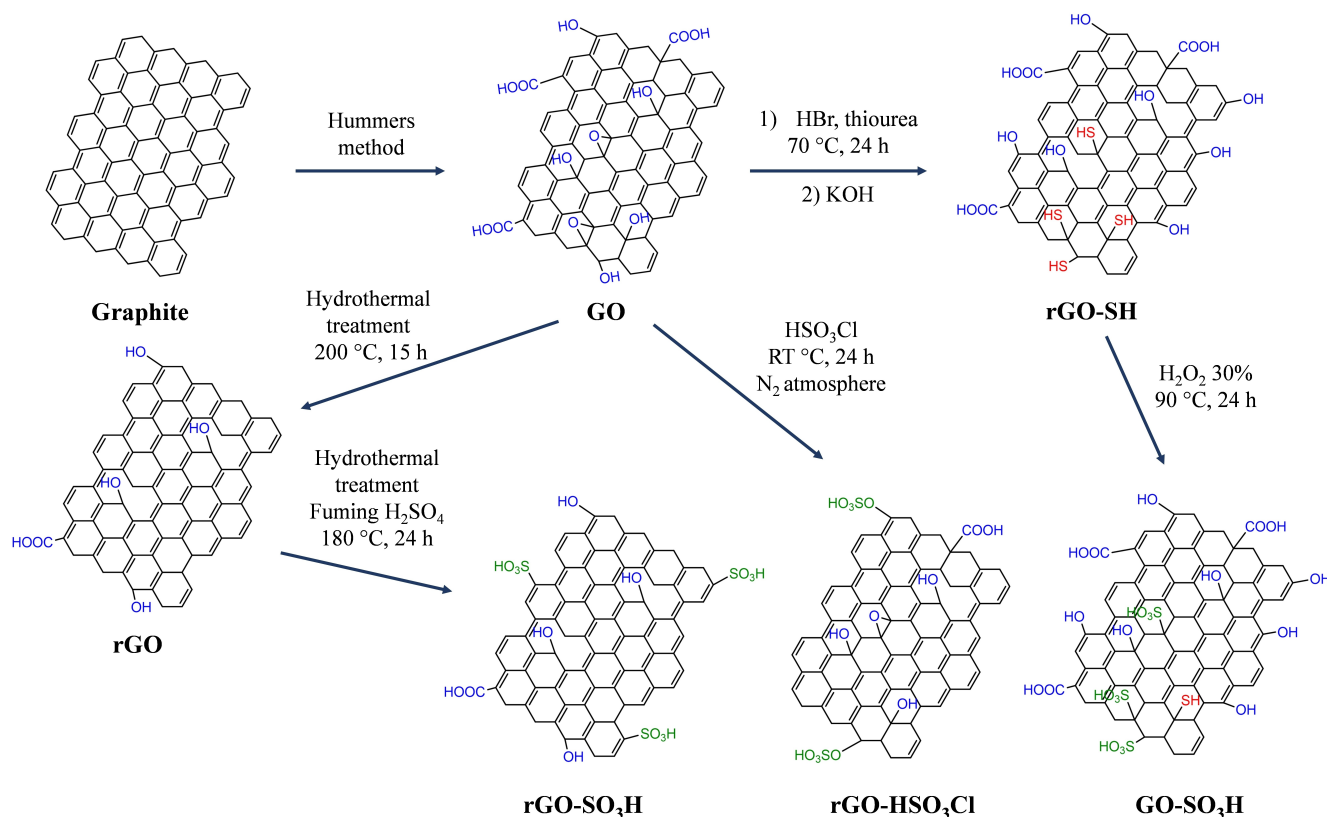 HO
COOH
HOOC
HO
O
HO
HOOC
O
OH
OH
Hummers
method
1) HBr, thiourea
70 °C, 24 h
2) KOH
HO
COOH
HOOC
HO
OH
HS
HO
HO
OH
HOOC
HS
SH
OH
HS
Graphite
GO
rGO-SH
Hydrothermal
treatment
200 °C, 15 h
HSO₃Cl
RT °C, 24 h
N₂ atmosphere
H₂O₂ 30%
90 °C, 24 h
HO
HO
HO
HOOC
OH
rGO
Hydrothermal
treatment
Fuming H₂SO₄
180 °C, 24 h
HO
HO₃S
HO
SO₃H
HO
HOOC
SO₃H
OH
rGO-SO₃H
HO₃SO
COOH
HO
O
HO
OH
HO₃SO
rGO-HSO₃Cl
HO
COOH
HOOC
HO
OH
HO₃S
HO
HO
OH
HOOC
HO₃S
SH
OH
HO₃S
GO-SO₃H